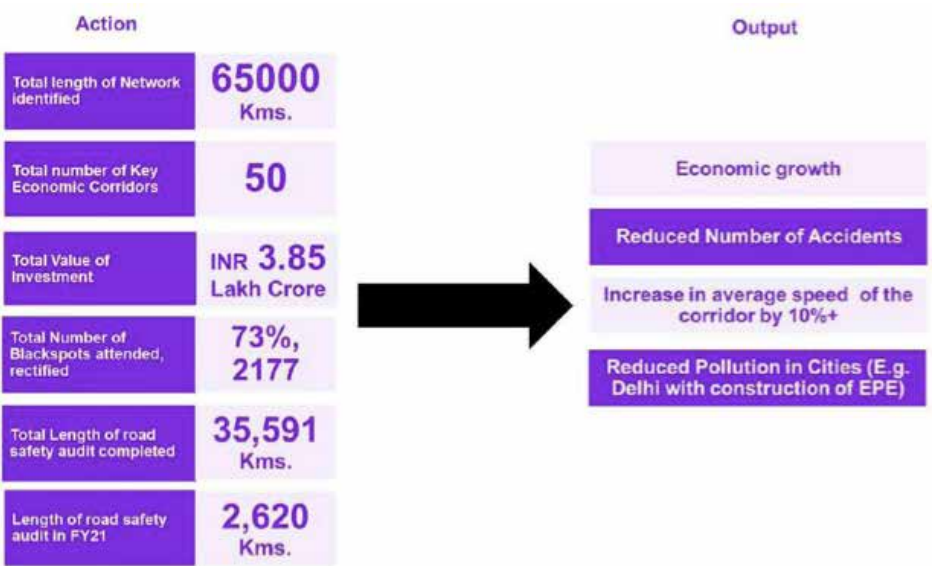 Action
Output
Total length of Network
identified
65000
Kms.
Total number of Key
Economic Corridors
50
Total Value of
Investment
INR 3.85
Lakh Crore
Total Number of
Blackspots attended,
rectified
73%,
2177
Total Length of road
safety audit completed
35,591
Kms.
Length of road safety
audit in FY21
2,620
Kms.
Economic growth
Reduced Number of Accidents
Increase in average speed of the
corridor by 10%+
Reduced Pollution in Cities (E.g.
Delhi with construction of EPE)